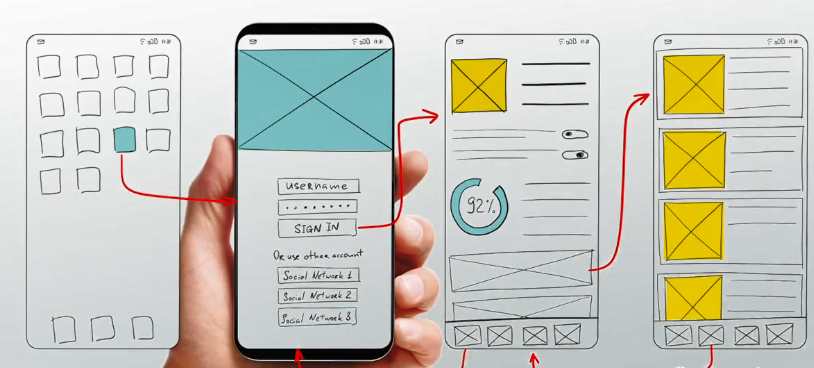 Username
SIGN IN
Or use other account
Social Network 1
Social Network 2
Social Network 3
92%